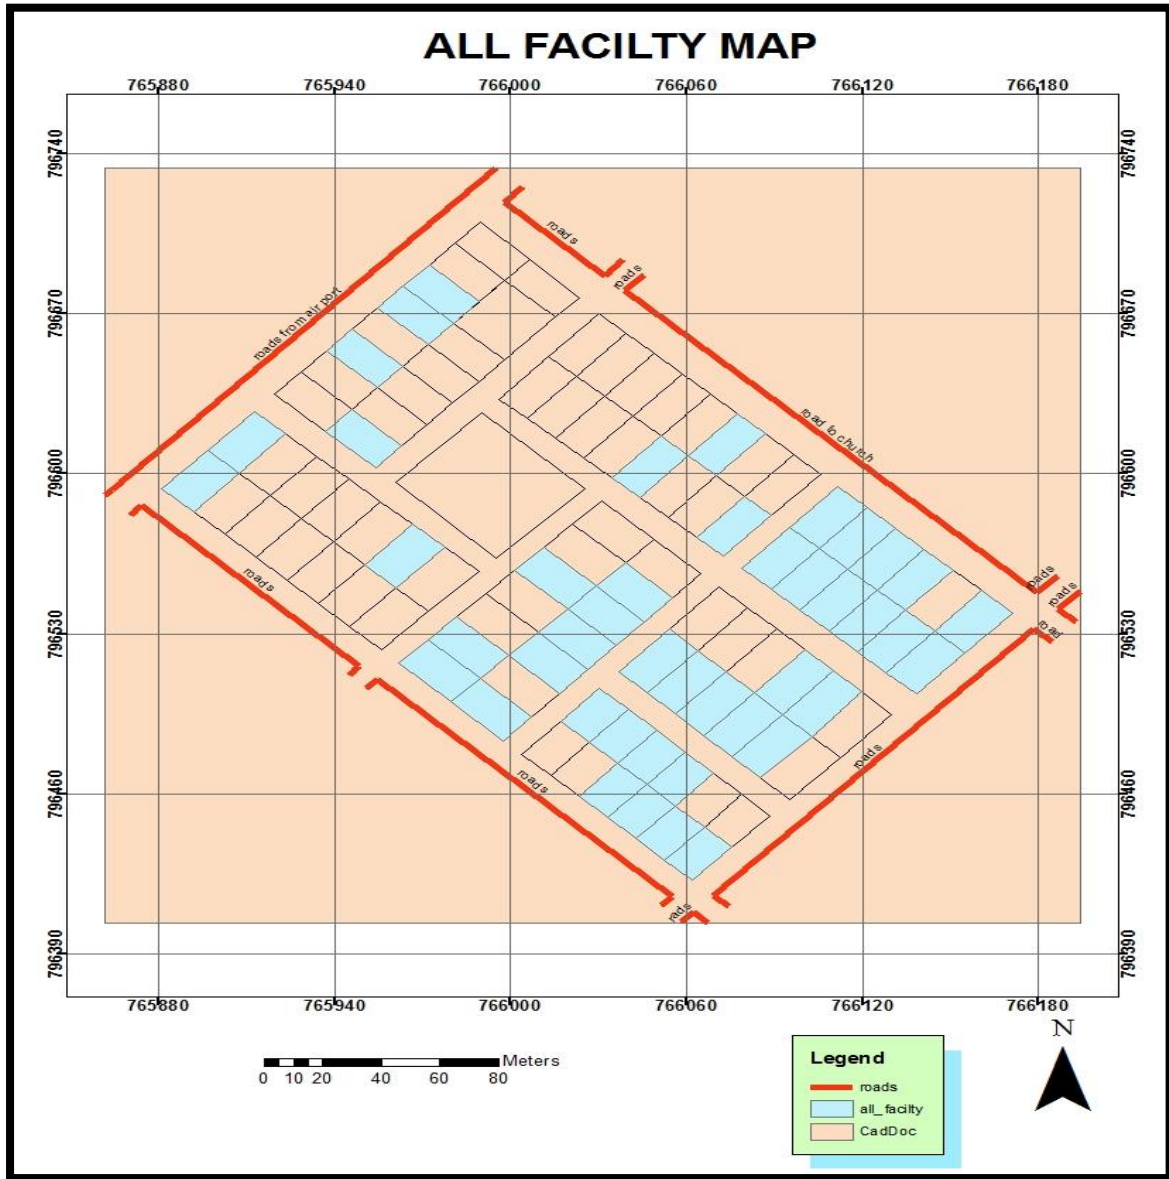 ALL FACILTY MAP
765880 765940 766000 766060 766120 766180
796740 796740
roads
roads
796670 796670
roads from air port
road to church
796600 796600
roads
roads
roads
796530 796530
road
roads
roads
796460 796460
rads
796390 796390
765880 765940 766000 766060 766120 766180
N
Meters
0 10 20 40 60 80
Legend
roads
all_facilty
CadDoc